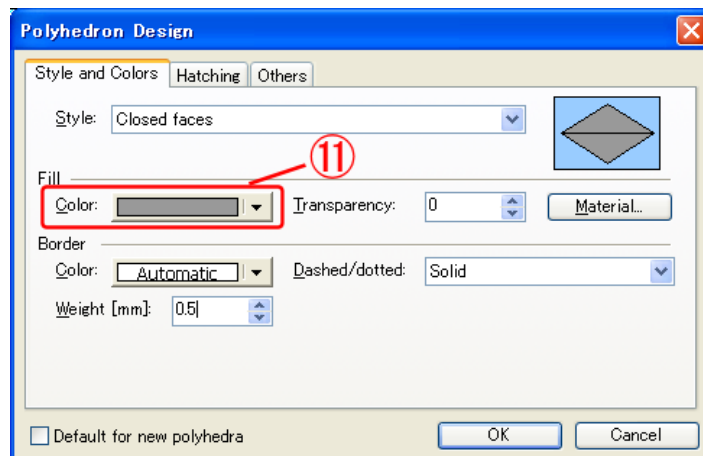 Polyhedron Design
Style and Colors Hatching Others
Style: Closed faces
⑪
Fill
Color: Transparency: 0 Material...
Border
Color: Automatic Dashed/dotted: Solid
Weight [mm]: 0.5
Default for new polyhedra OK Cancel